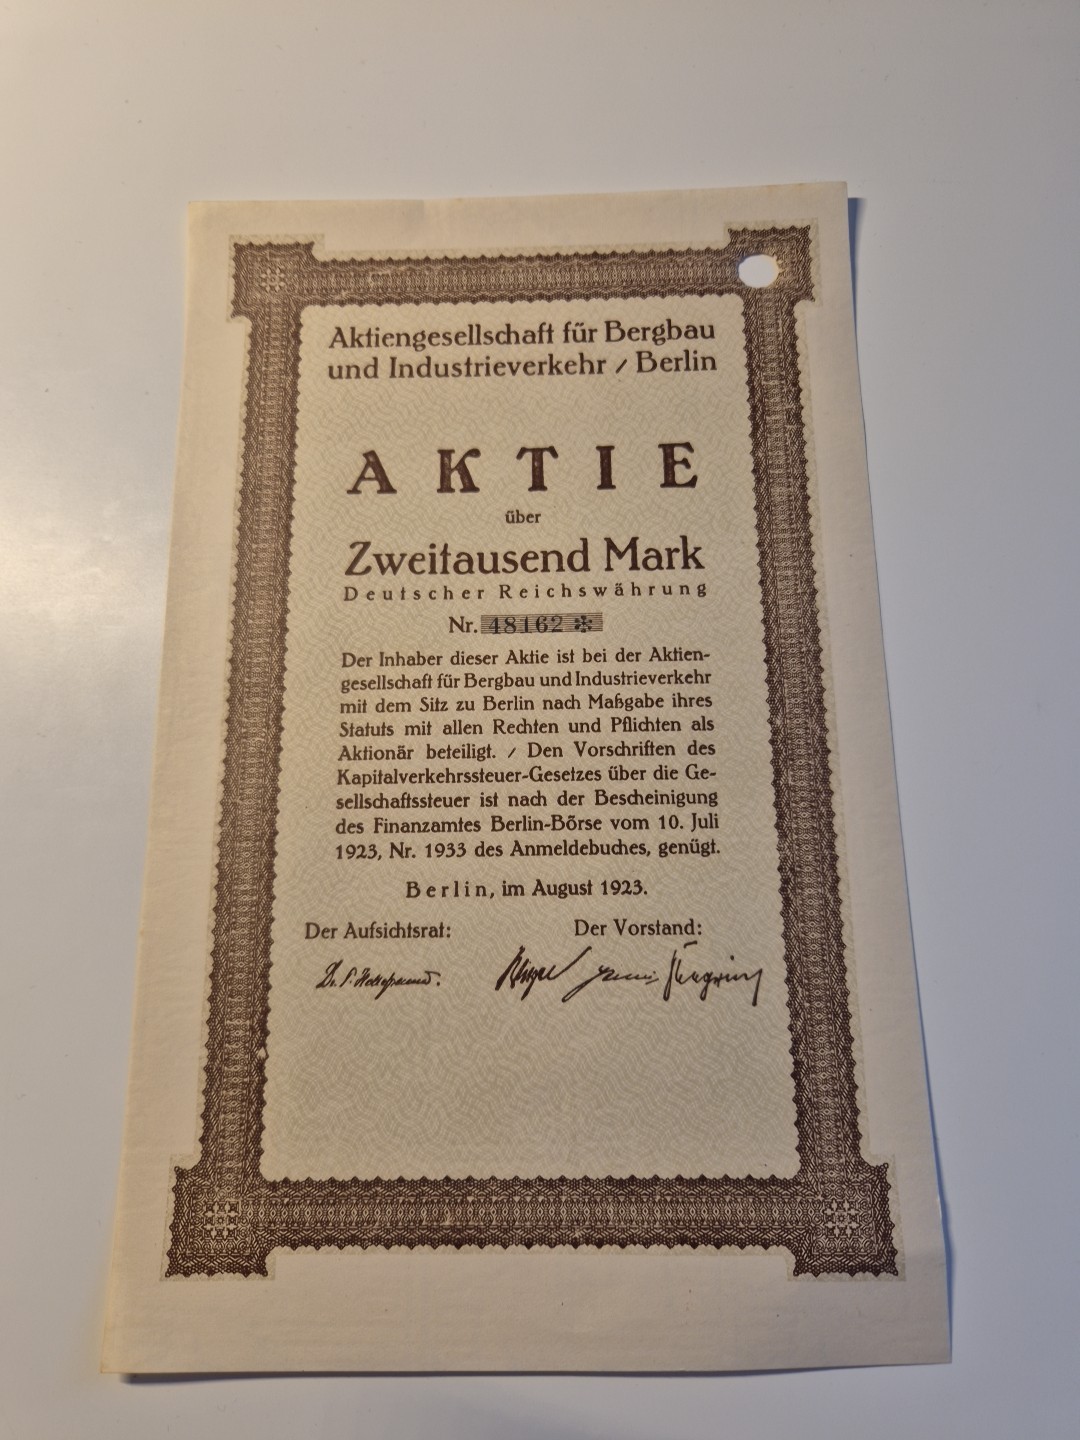 Aktiengesellschaft für Bergbau
und Industrieverkehr / Berlin
AKTIE
über
Zweitausend Mark
Deutscher Reichswährung
Nr. 48162 ✻
Der Inhaber dieser Aktie ist bei der Aktien-
gesellschaft für Bergbau und Industrieverkehr
mit dem Sitz zu Berlin nach Maßgabe ihres
Statuts mit allen Rechten und Pflichten als
Aktionär beteiligt. / Den Vorschriften des
Kapitalverkehrssteuer-Gesetzes über die Ge-
sellschaftssteuer ist nach der Bescheinigung
des Finanzamtes Berlin-Börse vom 10. Juli
1923, Nr. 1933 des Anmeldebuches, genügt.
Berlin, im August 1923.
Der Aufsichtsrat: Der Vorstand: